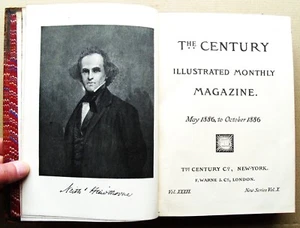 Nath^l Hawthorne
THE CENTURY
ILLUSTRATED MONTHLY
MAGAZINE.
May 1886, to October 1886
THE CENTURY CO., NEW-YORK.
F. WARNE & CO., LONDON.
Vol. XXXII. New Series Vol. X.